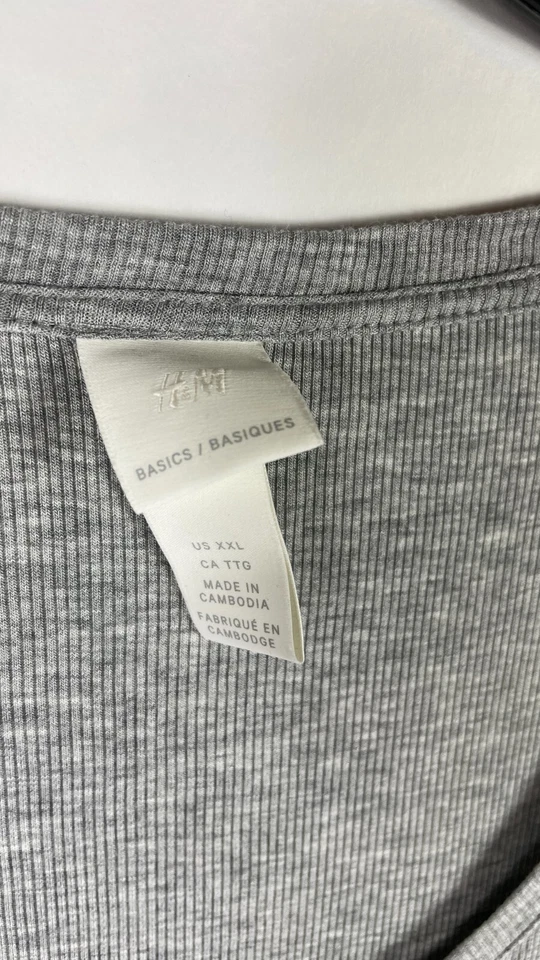 H&M
BASICS / BASIQUES
US XXL
CA TTG
MADE IN
CAMBODIA
FABRIQUÉ EN
CAMBODGE